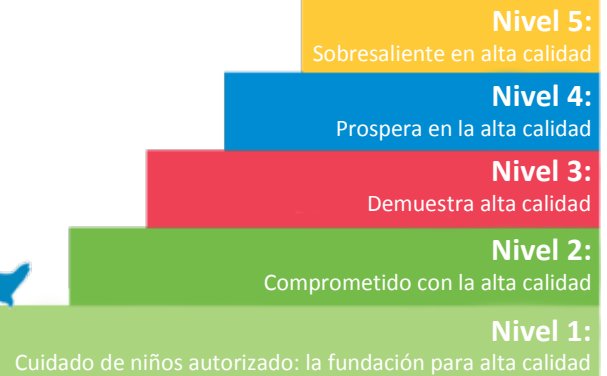 Nivel 5:
Sobresaliente en alta calidad
Nivel 4:
Prospera en la alta calidad
Nivel 3:
Demuestra alta calidad
Nivel 2:
Comprometido con la alta calidad
Nivel 1:
Cuidado de niños autorizado: la fundación para alta calidad